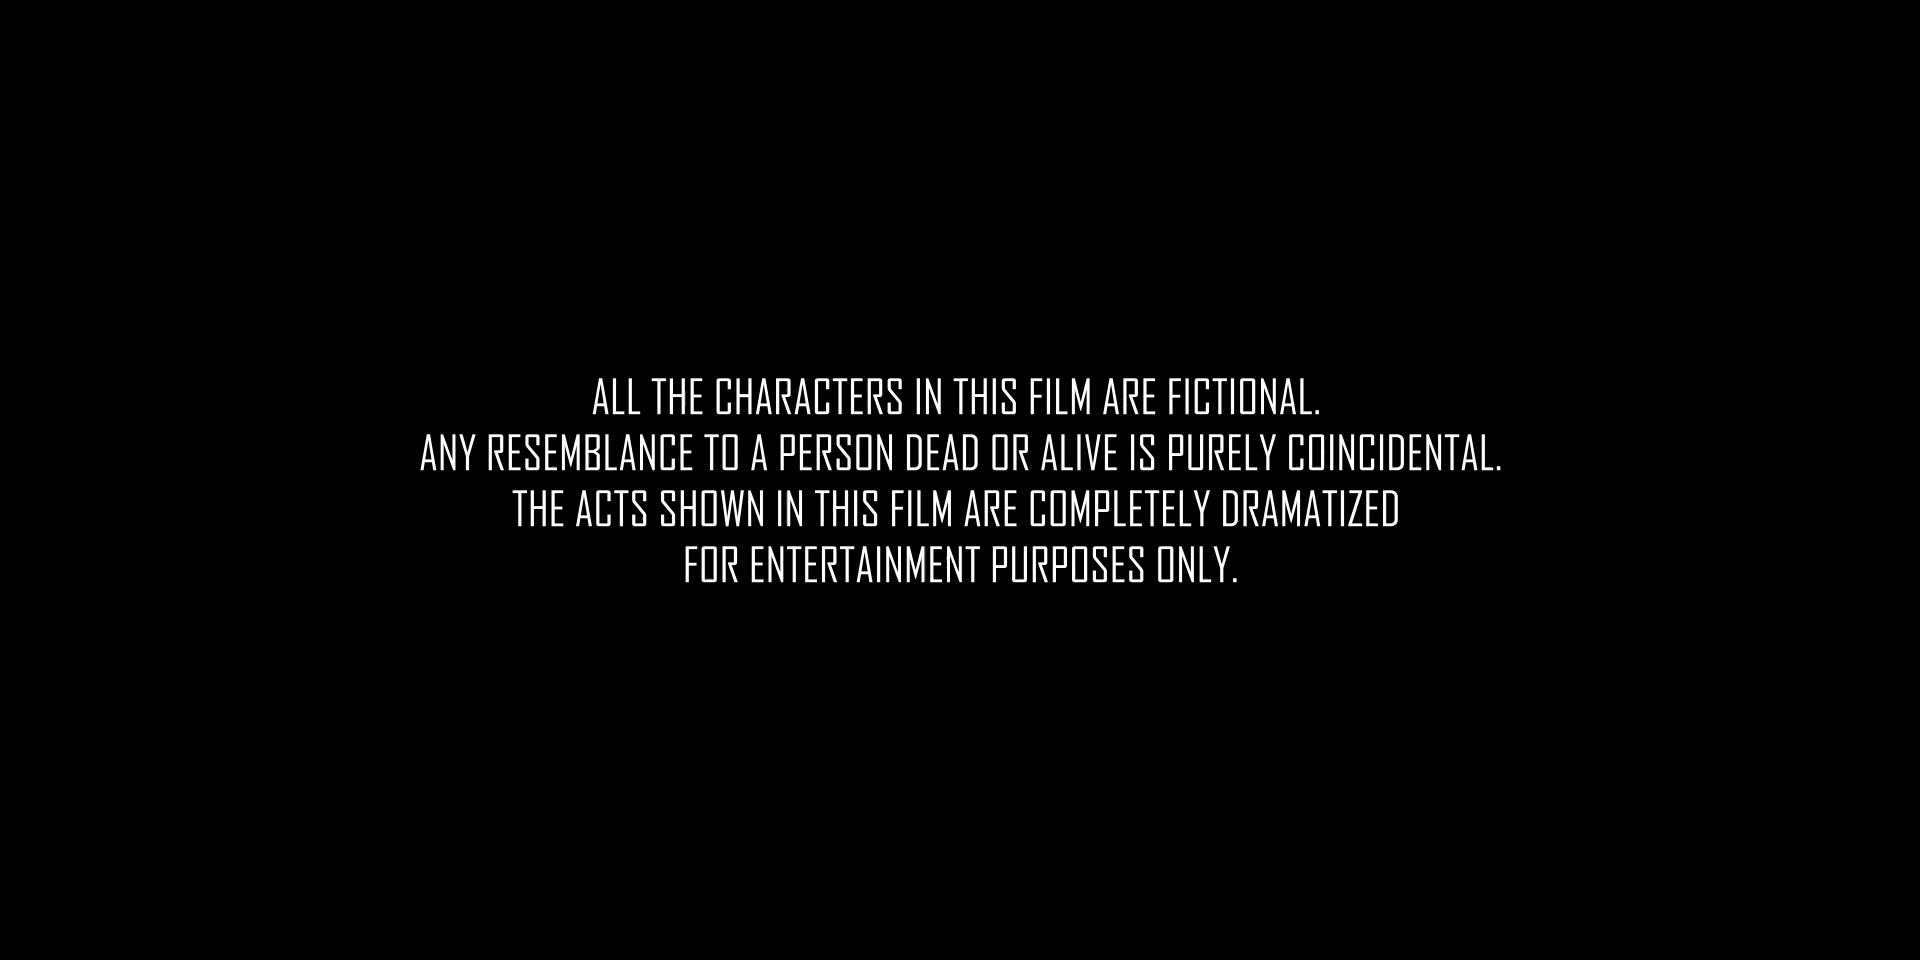 ALL THE CHARACTERS IN THIS FILM ARE FICTIONAL.
ANY RESEMBLANCE TO A PERSON DEAD OR ALIVE IS PURELY COINCIDENTAL.
THE ACTS SHOWN IN THIS FILM ARE COMPLETELY DRAMATIZED
FOR ENTERTAINMENT PURPOSES ONLY.